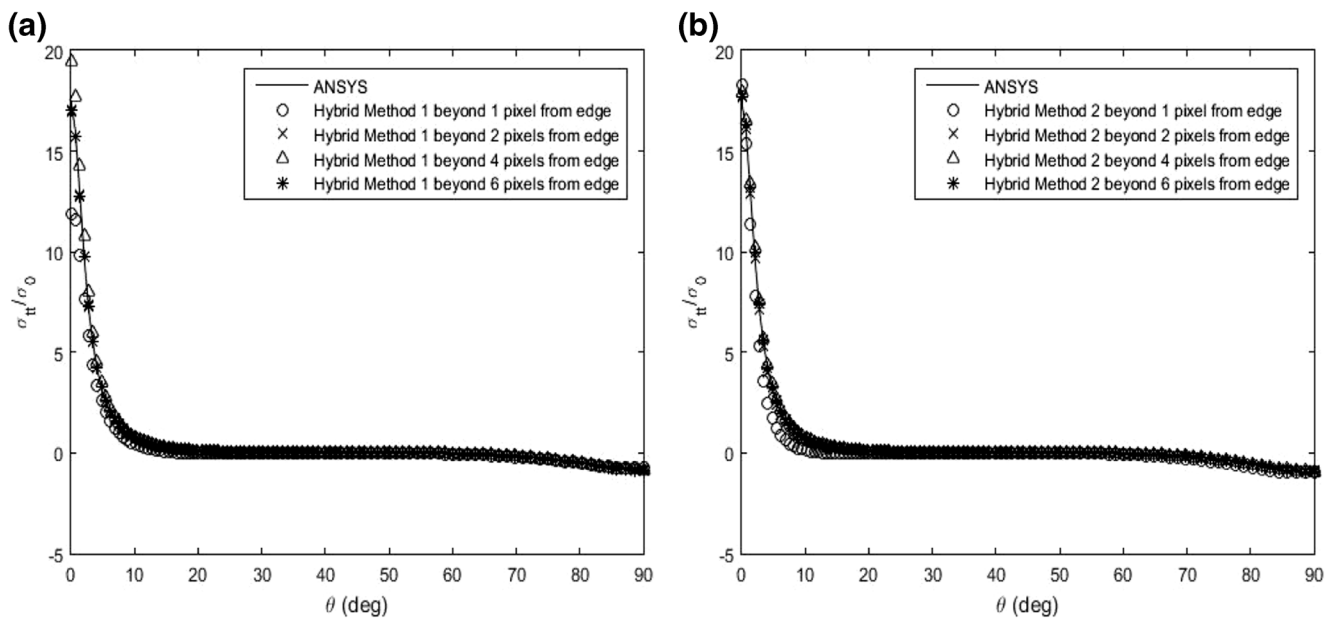 (a)
20
15
10
5
0
-5
σtt/σ0
0 10 20 30 40 50 60 70 80 90
θ (deg)
ANSYS
Hybrid Method 1 beyond 1 pixel from edge
Hybrid Method 1 beyond 2 pixels from edge
Hybrid Method 1 beyond 4 pixels from edge
Hybrid Method 1 beyond 6 pixels from edge
(b)
20
15
10
5
0
-5
σtt/σ0
0 10 20 30 40 50 60 70 80 90
θ (deg)
ANSYS
Hybrid Method 2 beyond 1 pixel from edge
Hybrid Method 2 beyond 2 pixels from edge
Hybrid Method 2 beyond 4 pixels from edge
Hybrid Method 2 beyond 6 pixels from edge